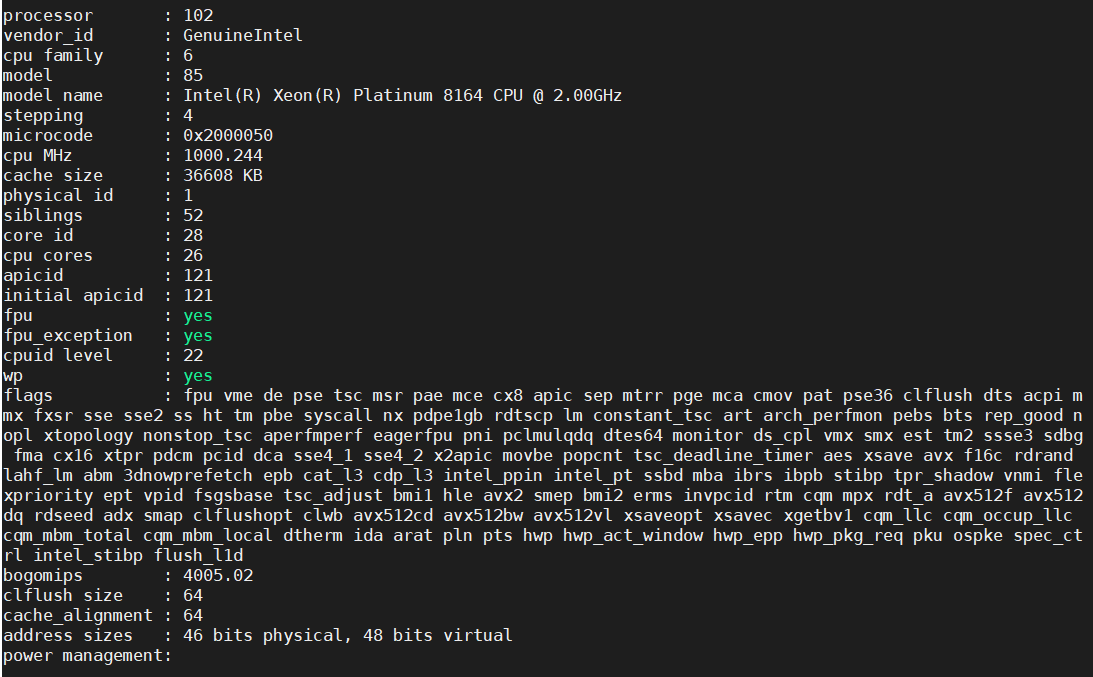 processor       : 102
vendor_id       : GenuineIntel
cpu family      : 6
model           : 85
model name      : Intel(R) Xeon(R) Platinum 8164 CPU @ 2.00GHz
stepping        : 4
microcode       : 0x2000050
cpu MHz         : 1000.244
cache size      : 36608 KB
physical id     : 1
siblings        : 52
core id         : 28
cpu cores       : 26
apicid          : 121
initial apicid  : 121
fpu             : yes
fpu_exception   : yes
cpuid level     : 22
wp              : yes
flags           : fpu vme de pse tsc msr pae mce cx8 apic sep mtrr pge mca cmov pat pse36 clflush dts acpi m
mx fxsr sse sse2 ss ht tm pbe syscall nx pdpe1gb rdtscp lm constant_tsc art arch_perfmon pebs bts rep_good n
opl xtopology nonstop_tsc aperfmperf eagerfpu pni pclmulqdq dtes64 monitor ds_cpl vmx smx est tm2 ssse3 sdbg
 fma cx16 xtpr pdcm pcid dca sse4_1 sse4_2 x2apic movbe popcnt tsc_deadline_timer aes xsave avx f16c rdrand
lahf_lm abm 3dnowprefetch epb cat_l3 cdp_l3 intel_ppin intel_pt ssbd mba ibrs ibpb stibp tpr_shadow vnmi fle
xpriority ept vpid fsgsbase tsc_adjust bmi1 hle avx2 smep bmi2 erms invpcid rtm cqm mpx rdt_a avx512f avx512
dq rdseed adx smap clflushopt clwb avx512cd avx512bw avx512vl xsaveopt xsavec xgetbv1 cqm_llc cqm_occup_llc
cqm_mbm_total cqm_mbm_local dtherm ida arat pln pts hwp hwp_act_window hwp_epp hwp_pkg_req pku ospke spec_ct
rl intel_stibp flush_l1d
bogomips        : 4005.02
clflush size    : 64
cache_alignment : 64
address sizes   : 46 bits physical, 48 bits virtual
power management: